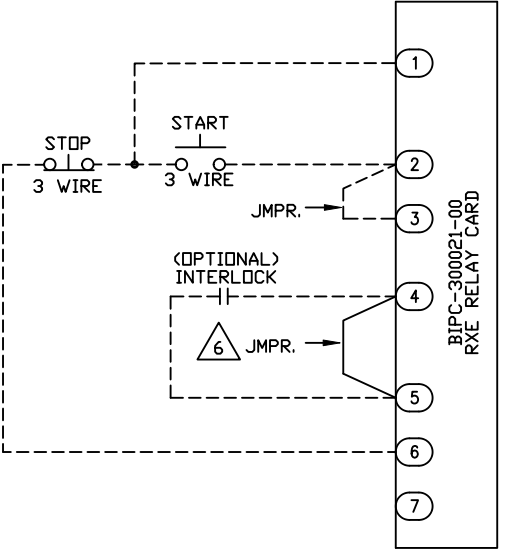 1
START
STOP
2
3 WIRE
3 WIRE
JMPR.
3
(OPTIONAL)
INTERLOCK
4
6
JMPR.
5
6
7
BIPC-300021-00
RXE RELAY CARD